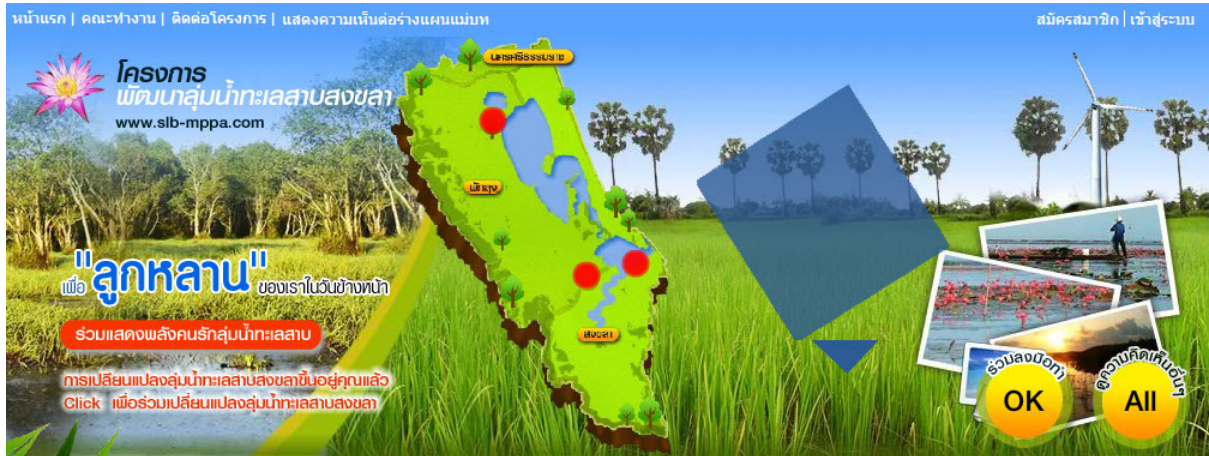 หน้าแรก | คณะทำงาน | ติดต่อโครงการ | แสดงความเห็นต่อร่างแผนแม่บท
สมัครสมาชิก | เข้าสู่ระบบ
โครงการ
พัฒนาลุ่มน้ำทะเลสาบสงขลา
www.slb-mppa.com
นครศรีธรรมราช
พัทลุง
สงขลา
เพื่อ "ลูกหลาน" ของเราในวันข้างหน้า
ร่วมแสดงพลังคนรักลุ่มน้ำทะเลสาบ
การเปลียนแปลงลุ่มน้ำทะเลสาบสงขลาขึ้นอยู่คุณแล้ว
Click เพื่อร่วมเปลี่ยนแปลงลุ่มน้ำทะเลสาบสงขลา
ร่วมลงมือทำ
OK
ดูความคิดเห็นอื่นๆ
All